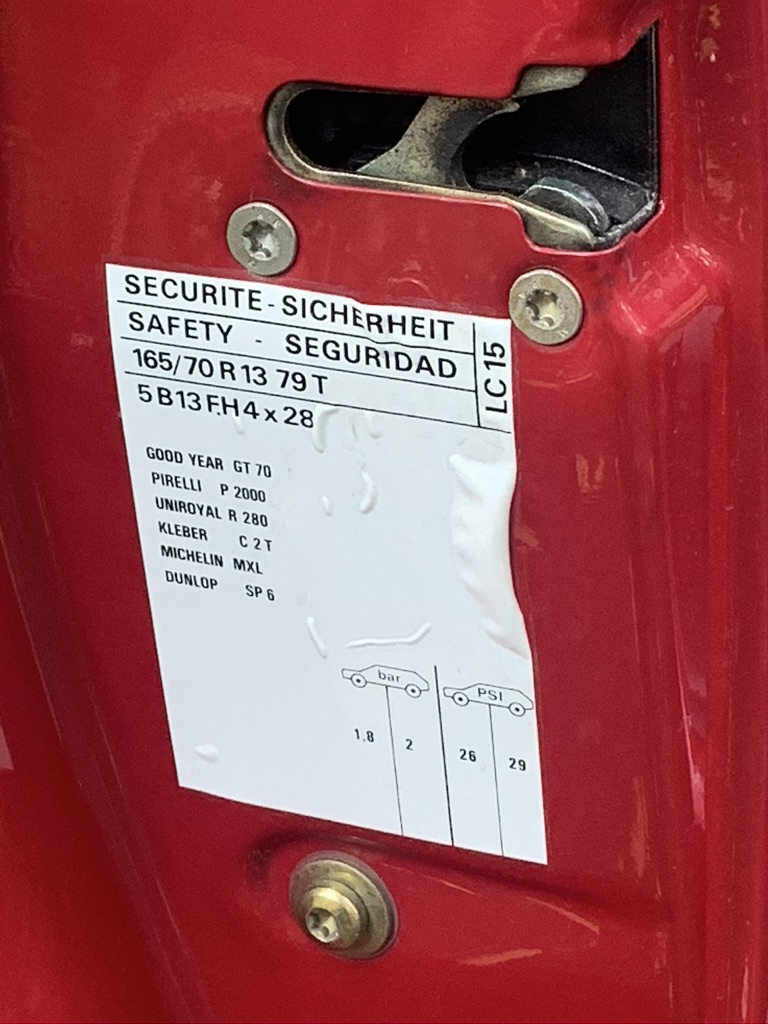 SECURITE - SICHERHEIT
SAFETY - SEGURIDAD
LC 15
165/70 R 13 79 T
5 B 13 F.H 4 x 28
GOOD YEAR GT 70
PIRELLI P 2000
UNIROYAL R 280
KLEBER C 2 T
MICHELIN MXL
DUNLOP SP 6
bar PSI
1.8 2 26 29